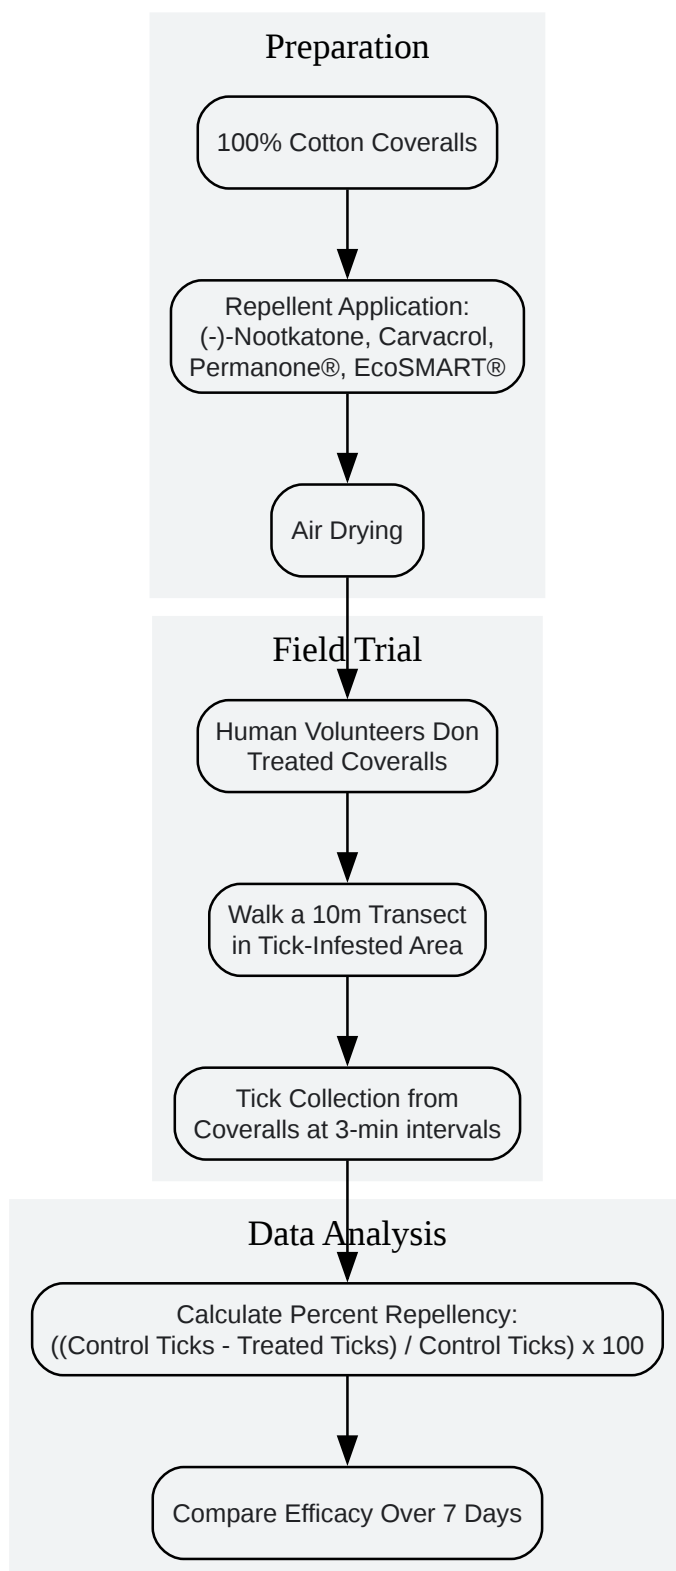 Preparation
100% Cotton Coveralls
Repellent Application:
(-)-Nootkatone, Carvacrol,
Permanone®, EcoSMART®
Air Drying
Field Trial
Human Volunteers Don
Treated Coveralls
Walk a 10m Transect
in Tick-Infested Area
Tick Collection from
Coveralls at 3-min intervals
Data Analysis
Calculate Percent Repellency:
((Control Ticks - Treated Ticks) / Control Ticks) x 100
Compare Efficacy Over 7 Days